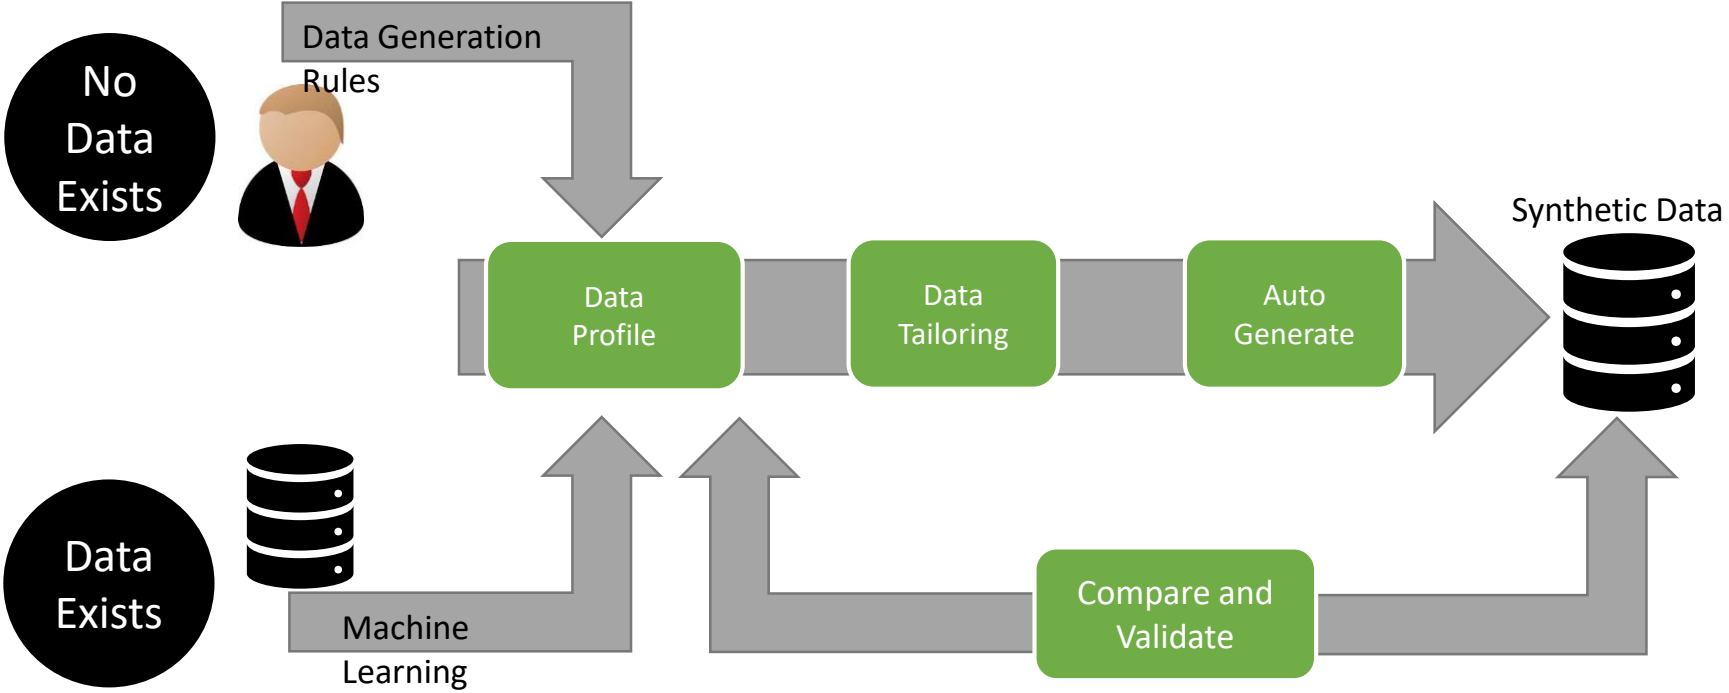 No
Data
Exists
Data Generation
Rules
Synthetic Data
Data
Profile
Data
Tailoring
Auto
Generate
Data
Exists
Machine
Learning
Compare and
Validate